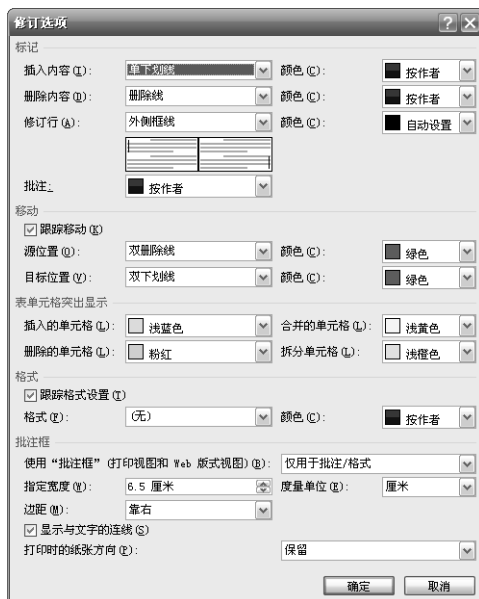 修订选项
标记
插入内容(I): 单下划线 颜色(C): 按作者
删除内容(D): 删除线 颜色(C): 按作者
修订行(A): 外侧框线 颜色(C): 自动设置
批注: 按作者
移动
跟踪移动(K)
源位置(O): 双删除线 颜色(C): 绿色
目标位置(V): 双下划线 颜色(C): 绿色
表单元格突出显示
插入的单元格(L): 浅蓝色 合并的单元格(L): 浅黄色
删除的单元格(L): 粉红 拆分单元格(L): 浅橙色
格式
跟踪格式设置(T)
格式(F): (无) 颜色(C): 按作者
批注框
使用“批注框”(打印视图和 Web 版式视图)(B): 仅用于批注/格式
指定宽度(W): 6.5 厘米 度量单位(E): 厘米
边距(M): 靠右
显示与文字的连线(S)
打印时的纸张方向(P): 保留
确定 取消